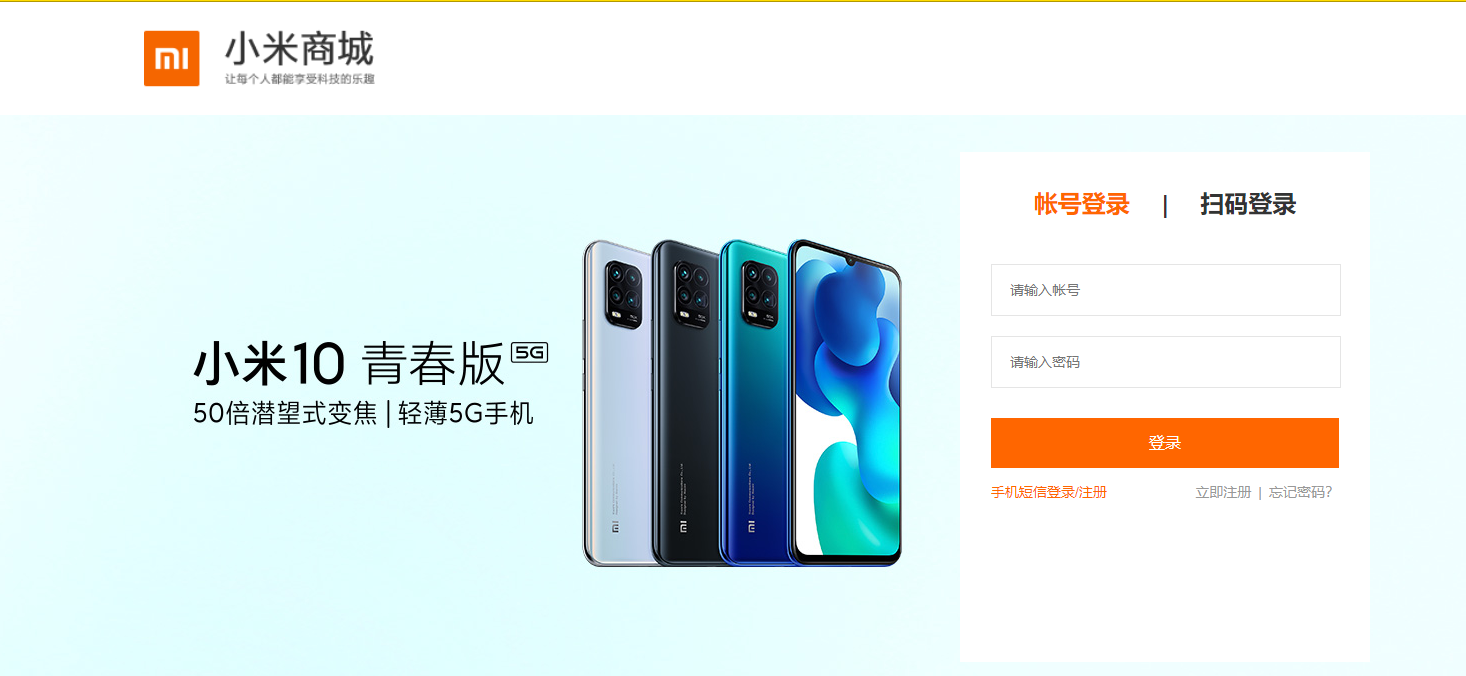 小米商城
让每个人都能享受科技的乐趣
帐号登录 | 扫码登录
请输入帐号
请输入密码
登录
手机短信登录/注册 立即注册 | 忘记密码?
小米10 青春版 5G
50倍潜望式变焦 | 轻薄5G手机